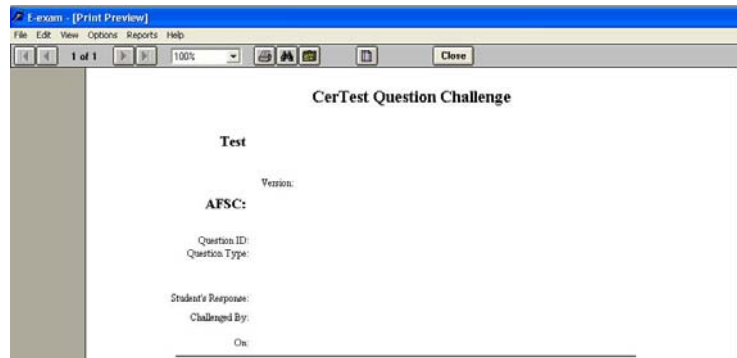 E-exam - [Print Preview]
File Edit View Options Reports Help
1 of 1 100% Close
CerTest Question Challenge
Test
Version:
AFSC:
Question ID:
Question Type:
Student's Response:
Challenged By:
On: